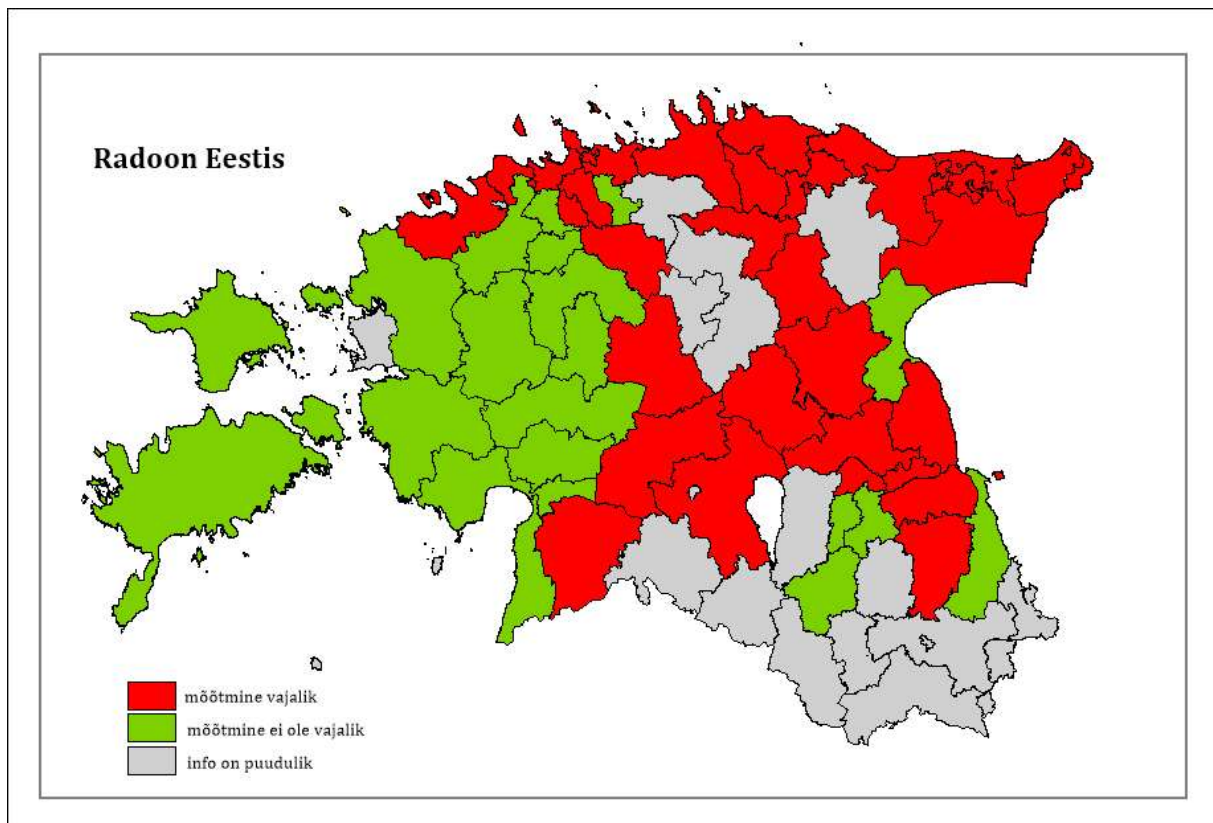 Radoon Eestis
mõõtmine vajalik
mõõtmine ei ole vajalik
info on puudulik